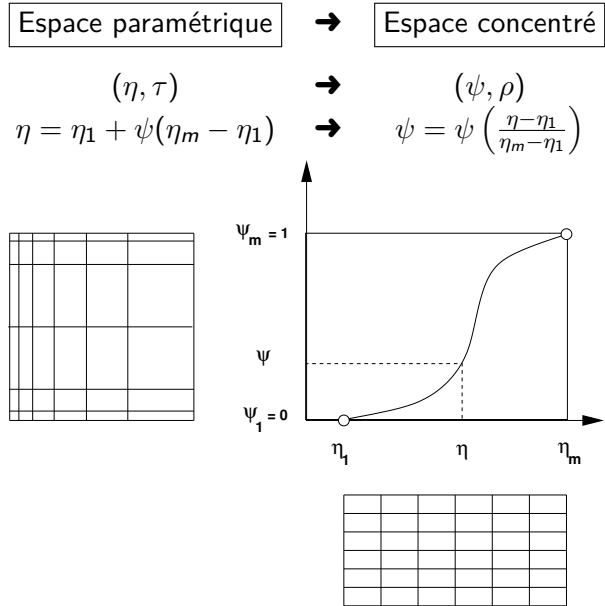 Espace paramétrique → Espace concentré
(η, τ) → (ψ, ρ)
η = η₁ + ψ(ηₘ − η₁) → ψ = ψ ( (η−η₁) / (ηₘ−η₁) )
ψₘ = 1
ψ
ψ₁ = 0
η₁ η ηₘ